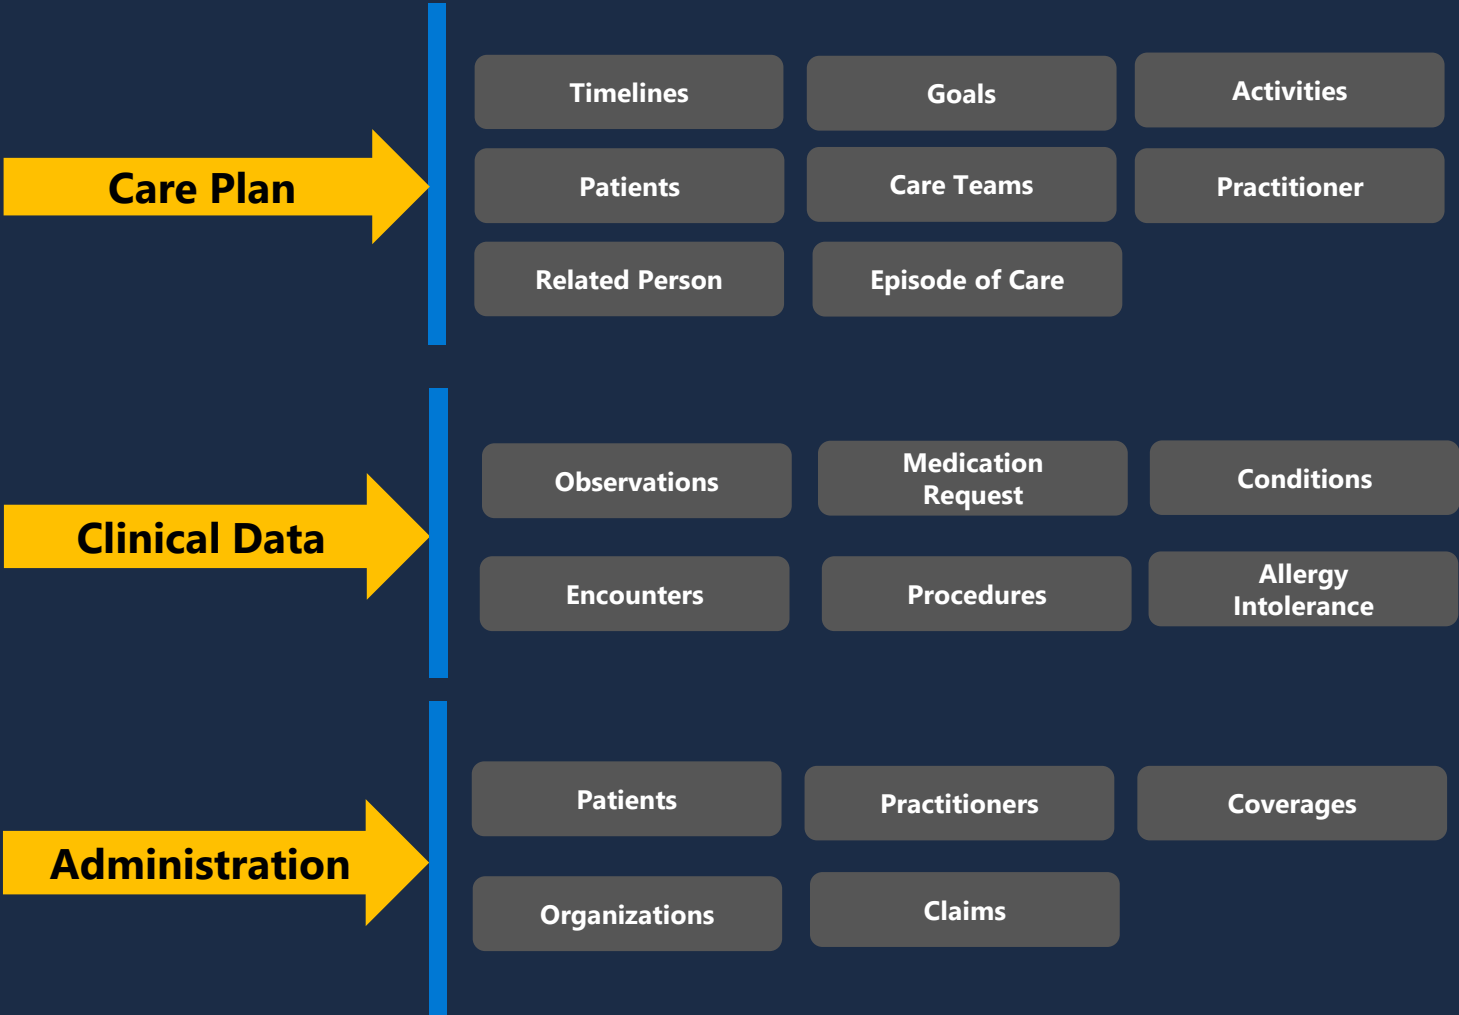 Care Plan
Timelines
Goals
Activities
Patients
Care Teams
Practitioner
Related Person
Episode of Care
Clinical Data
Observations
Medication
Request
Conditions
Encounters
Procedures
Allergy
Intolerance
Administration
Patients
Practitioners
Coverages
Organizations
Claims